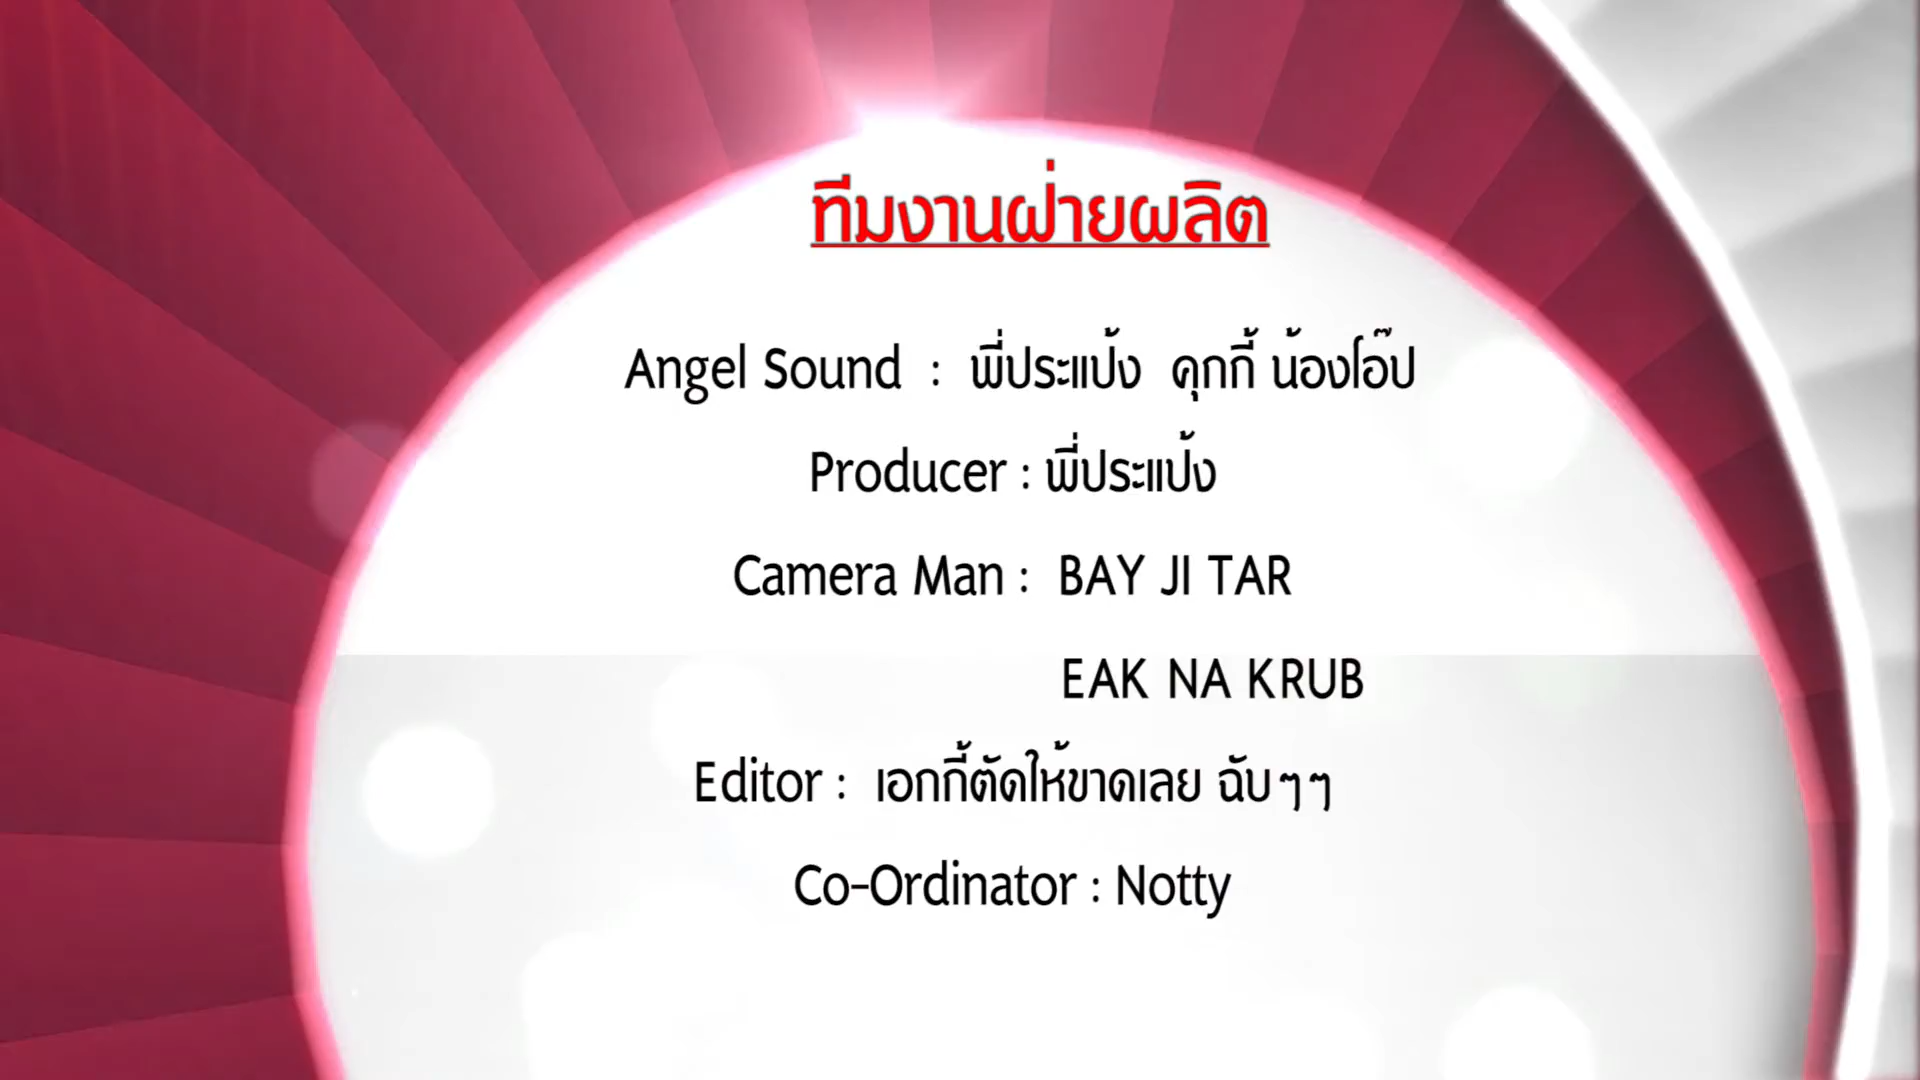 ทีมงานฝ่ายผลิต
Angel Sound : พี่ประแป้ง คุกกี้ น้องโอ๊ป
Producer : พี่ประแป้ง
Camera Man : BAY JI TAR
EAK NA KRUB
Editor : เอกกี้ตัดให้ขาดเลย ฉับๆๆ
Co-Ordinator : Notty